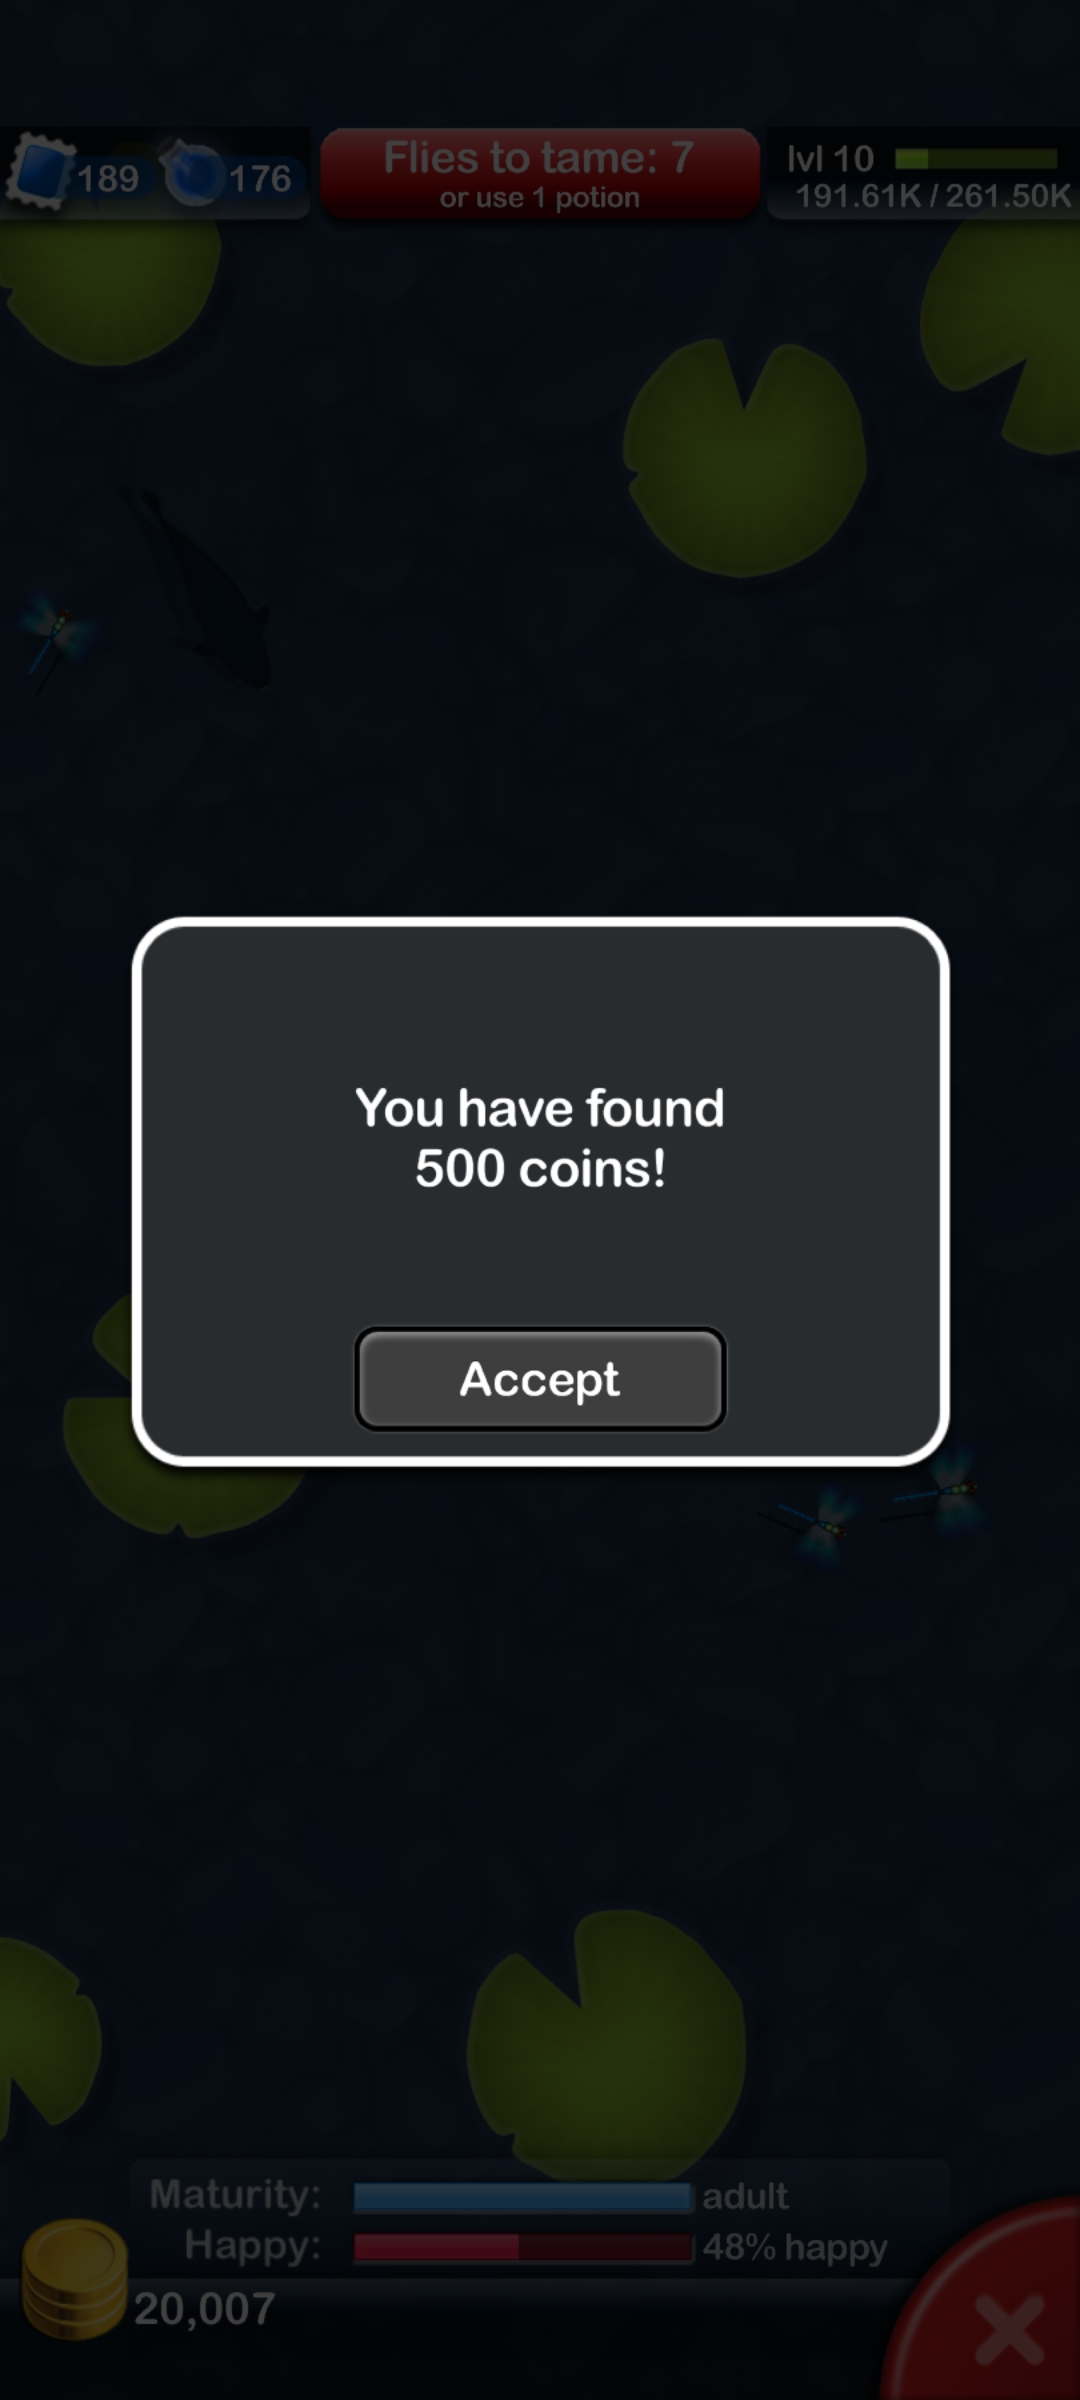 189
176
Flies to tame: 7
or use 1 potion
lvl 10
191.61K / 261.50K
You have found
500 coins!
Accept
Maturity:
adult
Happy:
48% happy
20,007